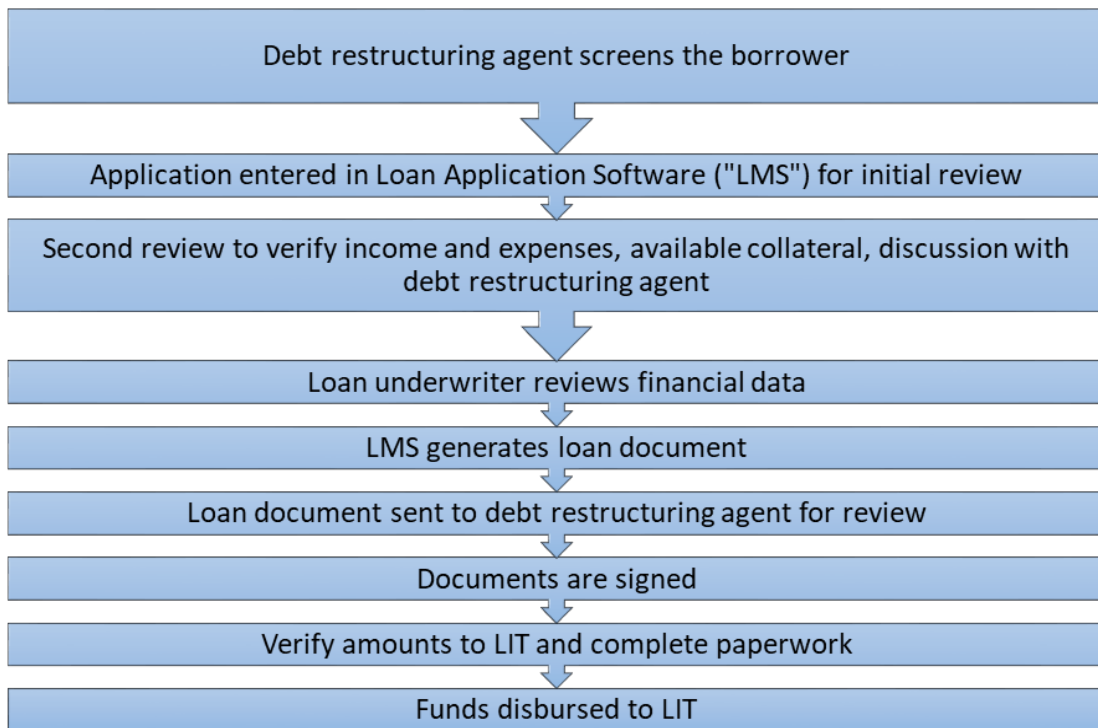 Debt restructuring agent screens the borrower
Application entered in Loan Application Software ("LMS") for initial review
Second review to verify income and expenses, available collateral, discussion with
debt restructuring agent
Loan underwriter reviews financial data
LMS generates loan document
Loan document sent to debt restructuring agent for review
Documents are signed
Verify amounts to LIT and complete paperwork
Funds disbursed to LIT